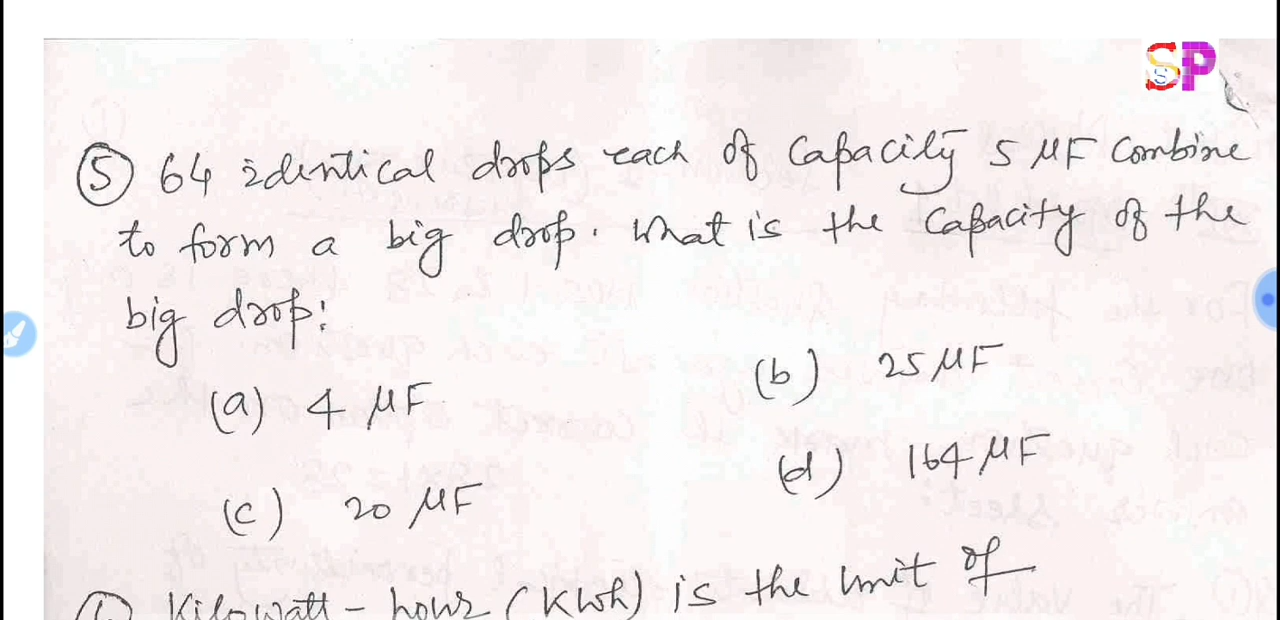 SP
(5) 64 identical drops each of Capacity 5 μF Combine
to form a big drop. What is the Capacity of the
big drop:
(a) 4 μF
(b) 25 μF
(c) 20 μF
(d) 164 μF
Kilowatt - hour (KWh) is the Unit of